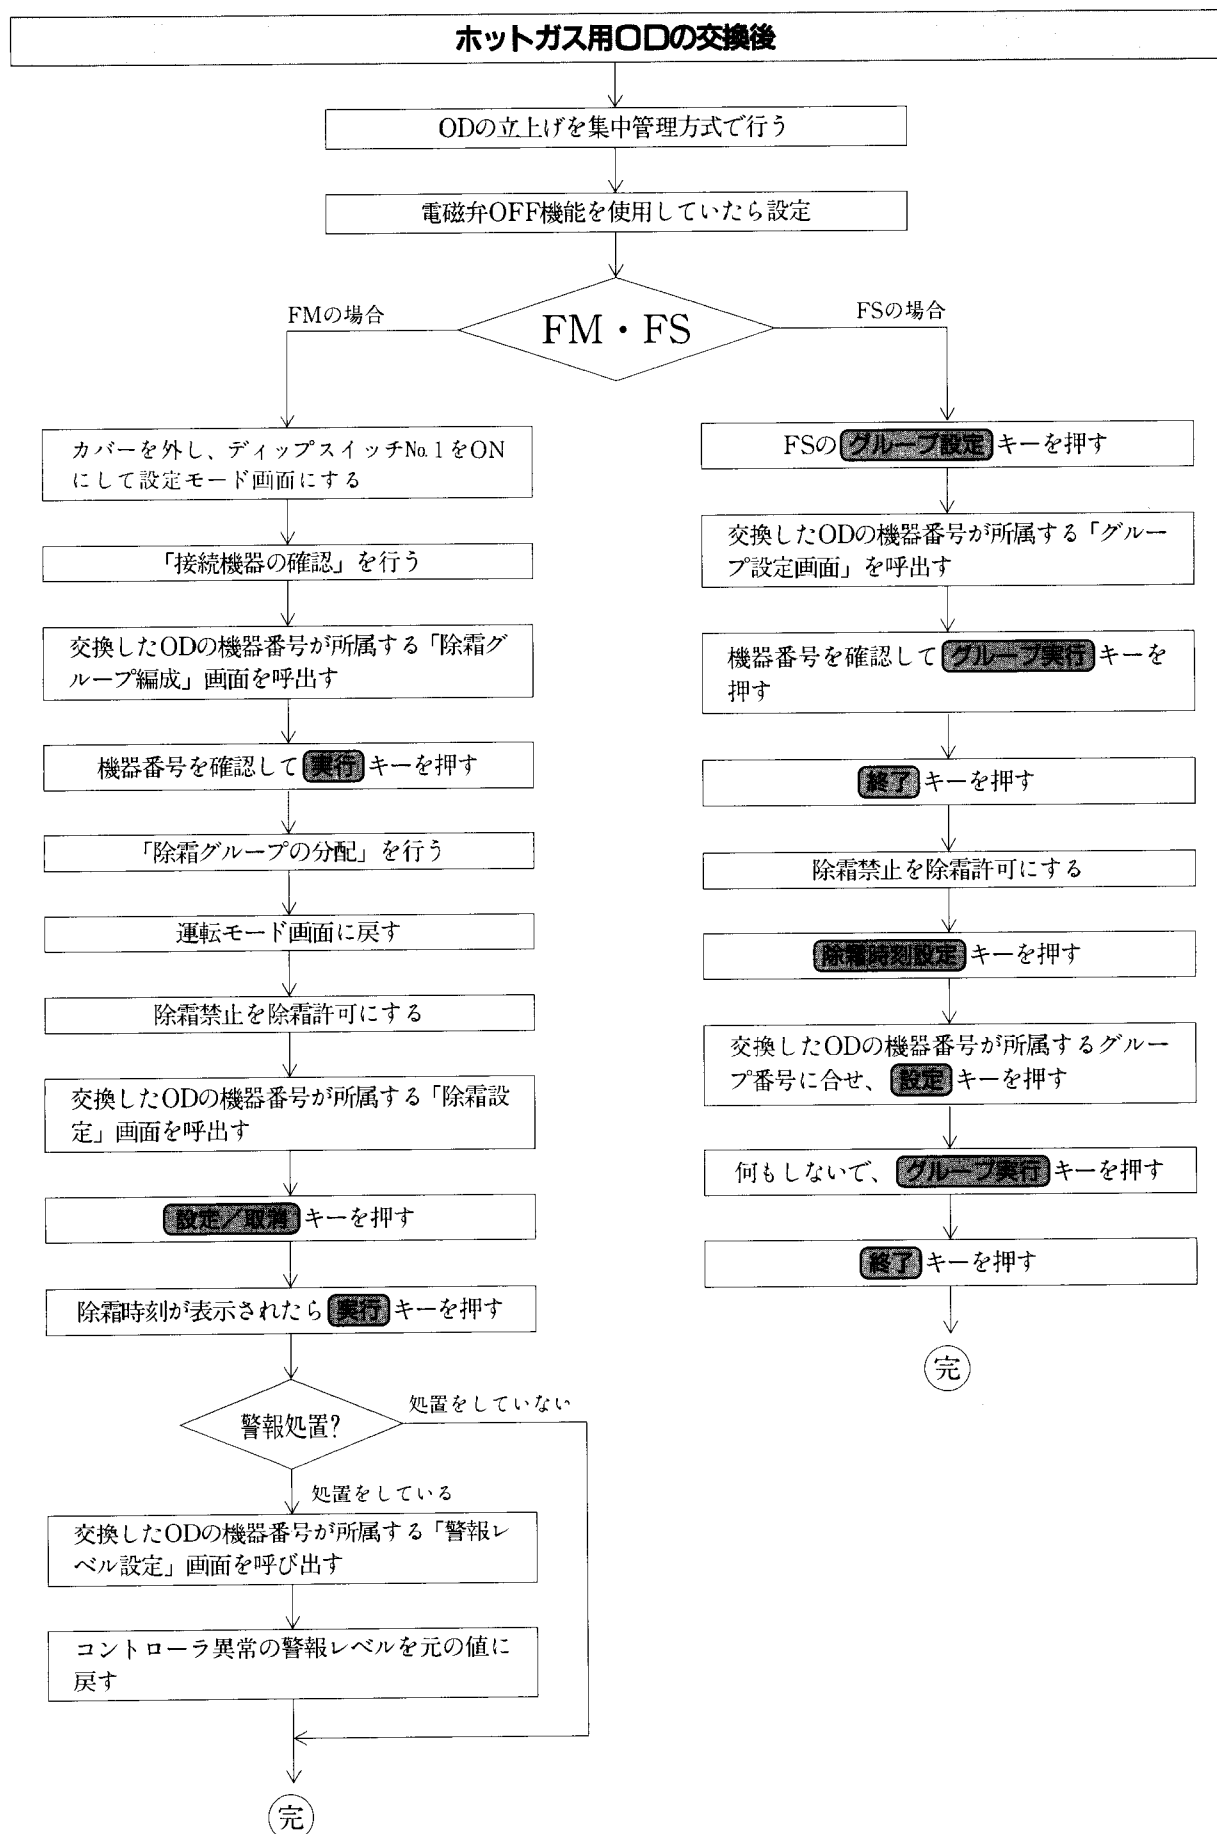 ホットガス用ODの交換後
ODの立上げを集中管理方式で行う
電磁弁OFF機能を使用していたら設定
FM・FS
FMの場合
カバーを外し、ディップスイッチ№1をON
にして設定モード画面にする
「接続機器の確認」を行う
交換したODの機器番号が所属する「除霜グ
ループ編成」画面を呼出す
機器番号を確認して実行キーを押す
「除霜グループの分配」を行う
運転モード画面に戻す
除霜禁止を除霜許可にする
交換したODの機器番号が所属する「除霜設
定」画面を呼出す
設定／取消キーを押す
除霜時刻が表示されたら実行キーを押す
警報処置?
処置をしていない
処置をしている
交換したODの機器番号が所属する「警報レ
ベル設定」画面を呼び出す
コントローラ異常の警報レベルを元の値に
戻す
完
FSの場合
FSのグループ設定キーを押す
交換したODの機器番号が所属する「グルー
プ設定画面」を呼出す
機器番号を確認してグループ実行キーを
押す
終了キーを押す
除霜禁止を除霜許可にする
除霜時刻設定キーを押す
交換したODの機器番号が所属するグルー
プ番号に合せ、設定キーを押す
何もしないで、グループ実行キーを押す
終了キーを押す
完